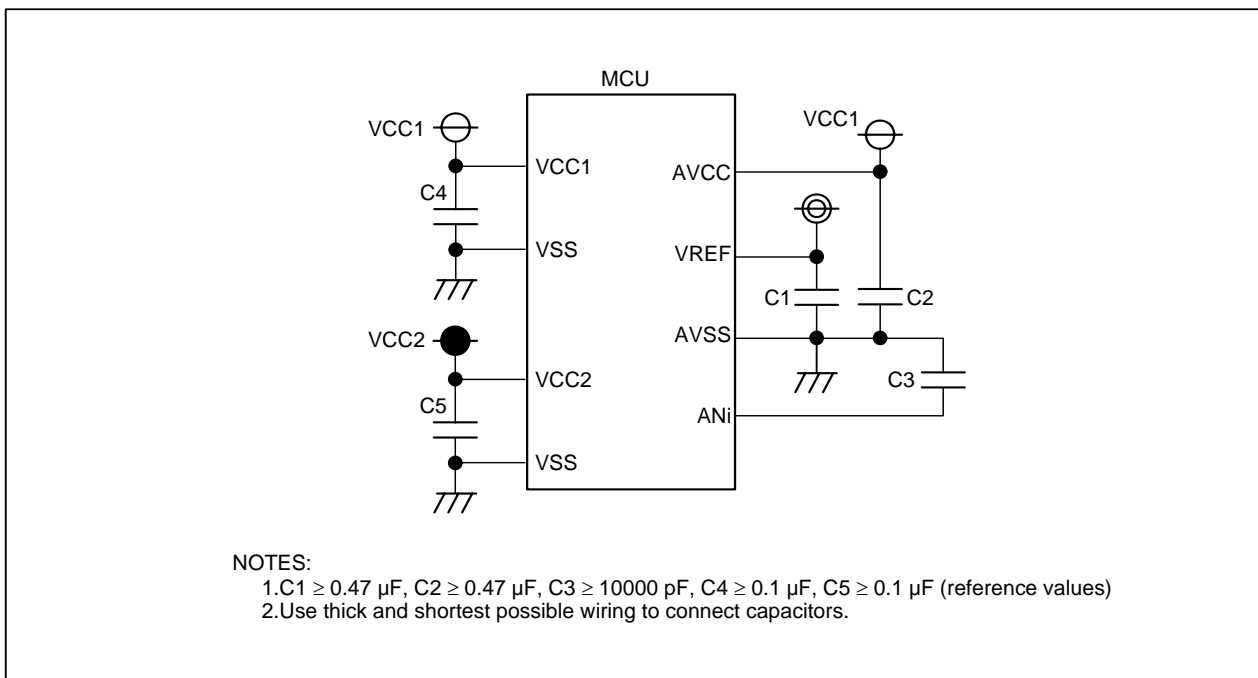 MCU
VCC1
VCC1
C4
VSS
VCC2
VCC2
C5
VSS
VCC1
AVCC
VREF
C1
C2
AVSS
C3
ANi
NOTES:
1.C1 ≥ 0.47 µF, C2 ≥ 0.47 µF, C3 ≥ 10000 pF, C4 ≥ 0.1 µF, C5 ≥ 0.1 µF (reference values)
2.Use thick and shortest possible wiring to connect capacitors.